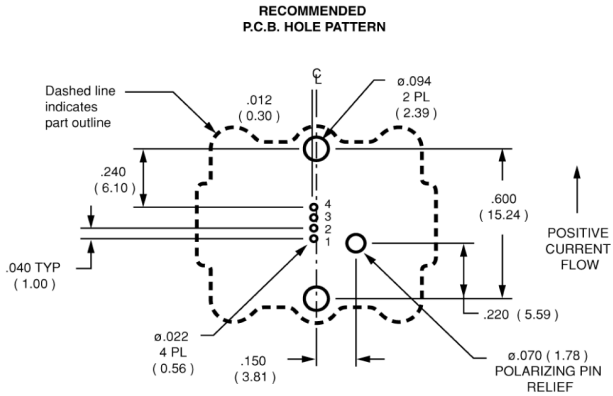 RECOMMENDED
P.C.B. HOLE PATTERN
CL
Dashed line
indicates
part outline
.012
( 0.30 )
ø.094
2 PL
( 2.39 )
.240
( 6.10 )
4
3
2
1
.600
( 15.24 )
POSITIVE
CURRENT
FLOW
.040 TYP
( 1.00 )
.220 ( 5.59 )
ø.022
4 PL
( 0.56 )
.150
( 3.81 )
ø.070 ( 1.78 )
POLARIZING PIN
RELIEF